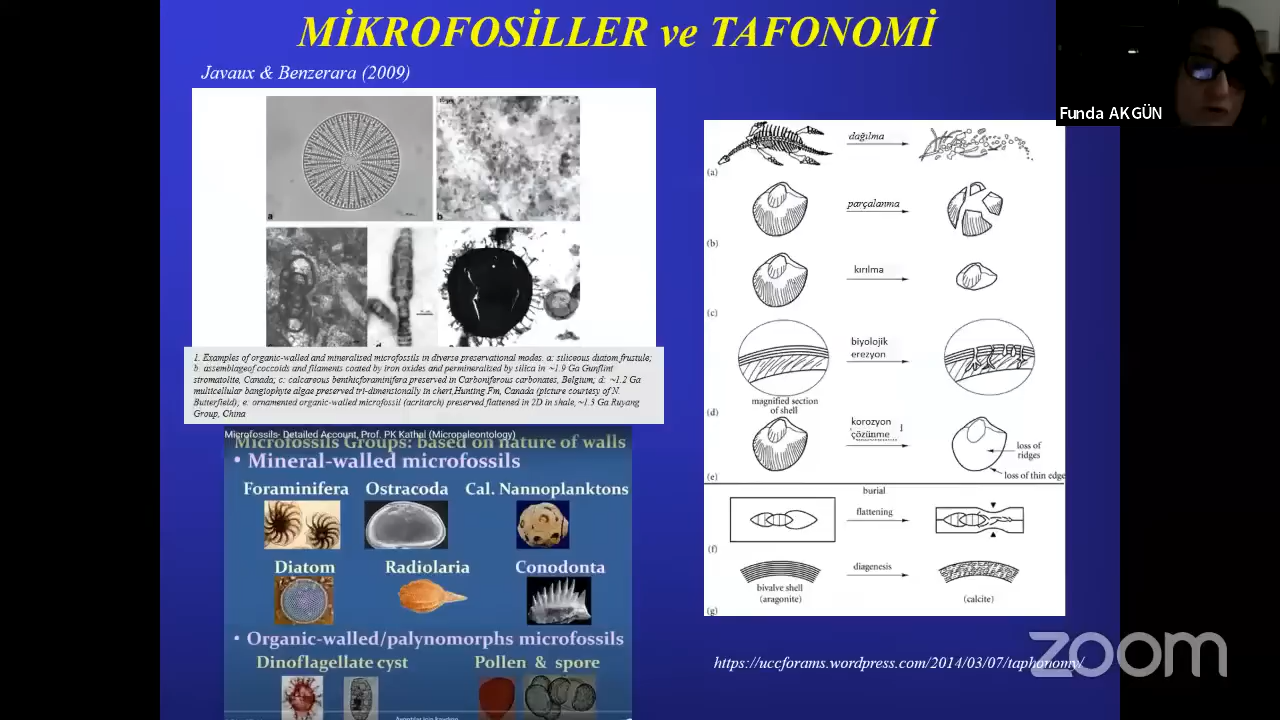 MİKROFOSİLLER ve TAFONOMİ
Javaux & Benzerara (2009)
a
b
d
1. Examples of organic-walled and mineralised microfossils in diverse preservational modes. a: siliceous diatom frustule;
b: assemblageof coccoids and filaments coated by iron oxides and permineralised by silica in ~1.9 Ga Gunflint
stromatolite, Canada; c: calcareous benthicforaminifera preserved in Carboniferous carbonates, Belgium; d: ~1.2 Ga
multicellular bangiophyte algae preserved tri-dimensionally in chert,Hunting Fm, Canada (picture courtesy of N.
Butterfield); e: ornamented organic-walled microfossil (acritarch) preserved flattened in 2D in shale, ~1.5 Ga Ruyang
Group, China
Microfossils- Detailed Account, Prof. PK Kathal (Micropaleontology)
Microfossils Groups: based on nature of walls
• Mineral-walled microfossils
Foraminifera Ostracoda Cal. Nannoplanktons
Diatom Radiolaria Conodonta
• Organic-walled/palynomorphs microfossils
Dinoflagellate cyst Pollen & spore
Funda AKGÜN
dağılma
(a)
parçalanma
(b)
kırılma
(c)
biyolojik
erezyon
magnified section
of shell
(d)
korozyon
çözünme
loss of
ridges
loss of thin edge
(e)
burial
flattening
(f)
diagenesis
bivalve shell
(aragonite)
(calcite)
(g)
https://uccforams.wordpress.com/2014/03/07/taphonomy/
zoom